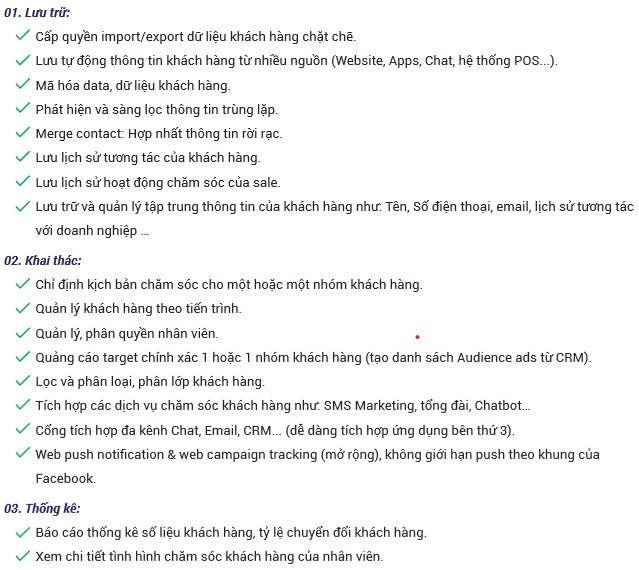 01. Lưu trữ:
Cấp quyền import/export dữ liệu khách hàng chặt chẽ.
Lưu tự động thông tin khách hàng từ nhiều nguồn (Website, Apps, Chat, hệ thống POS...).
Mã hóa data, dữ liệu khách hàng.
Phát hiện và sàng lọc thông tin trùng lặp.
Merge contact: Hợp nhất thông tin rời rạc.
Lưu lịch sử tương tác của khách hàng.
Lưu lịch sử hoạt động chăm sóc của sale.
Lưu trữ và quản lý tập trung thông tin của khách hàng như: Tên, Số điện thoại, email, lịch sử tương tác
với doanh nghiệp ...
02. Khai thác:
Chỉ định kịch bản chăm sóc cho một hoặc một nhóm khách hàng.
Quản lý khách hàng theo tiến trình.
Quản lý, phân quyền nhân viên.
Quảng cáo target chính xác 1 hoặc 1 nhóm khách hàng (tạo danh sách Audience ads từ CRM).
Lọc và phân loại, phân lớp khách hàng.
Tích hợp các dịch vụ chăm sóc khách hàng như: SMS Marketing, tổng đài, Chatbot...
Cổng tích hợp đa kênh Chat, Email, CRM... (dễ dàng tích hợp ứng dụng bên thứ 3).
Web push notification & web campaign tracking (mở rộng), không giới hạn push theo khung của
Facebook.
03. Thống kê:
Báo cáo thống kê số liệu khách hàng, tỷ lệ chuyển đổi khách hàng.
Xem chi tiết tình hình chăm sóc khách hàng của nhân viên.